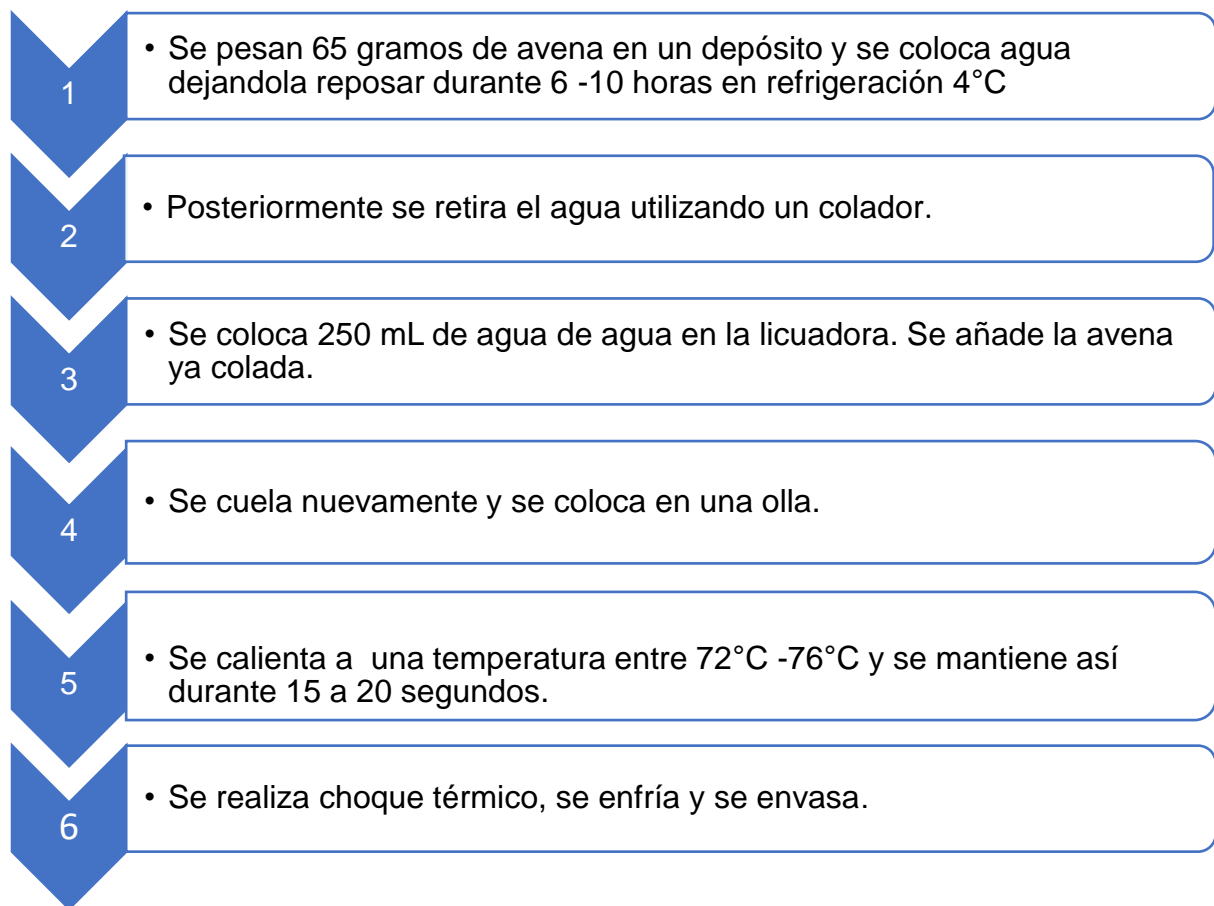 1
• Se pesan 65 gramos de avena en un depósito y se coloca agua
dejandola reposar durante 6 -10 horas en refrigeración 4°C
2
• Posteriormente se retira el agua utilizando un colador.
3
• Se coloca 250 mL de agua de agua en la licuadora. Se añade la avena
ya colada.
4
• Se cuela nuevamente y se coloca en una olla.
5
• Se calienta a una temperatura entre 72°C -76°C y se mantiene así
durante 15 a 20 segundos.
6
• Se realiza choque térmico, se enfría y se envasa.